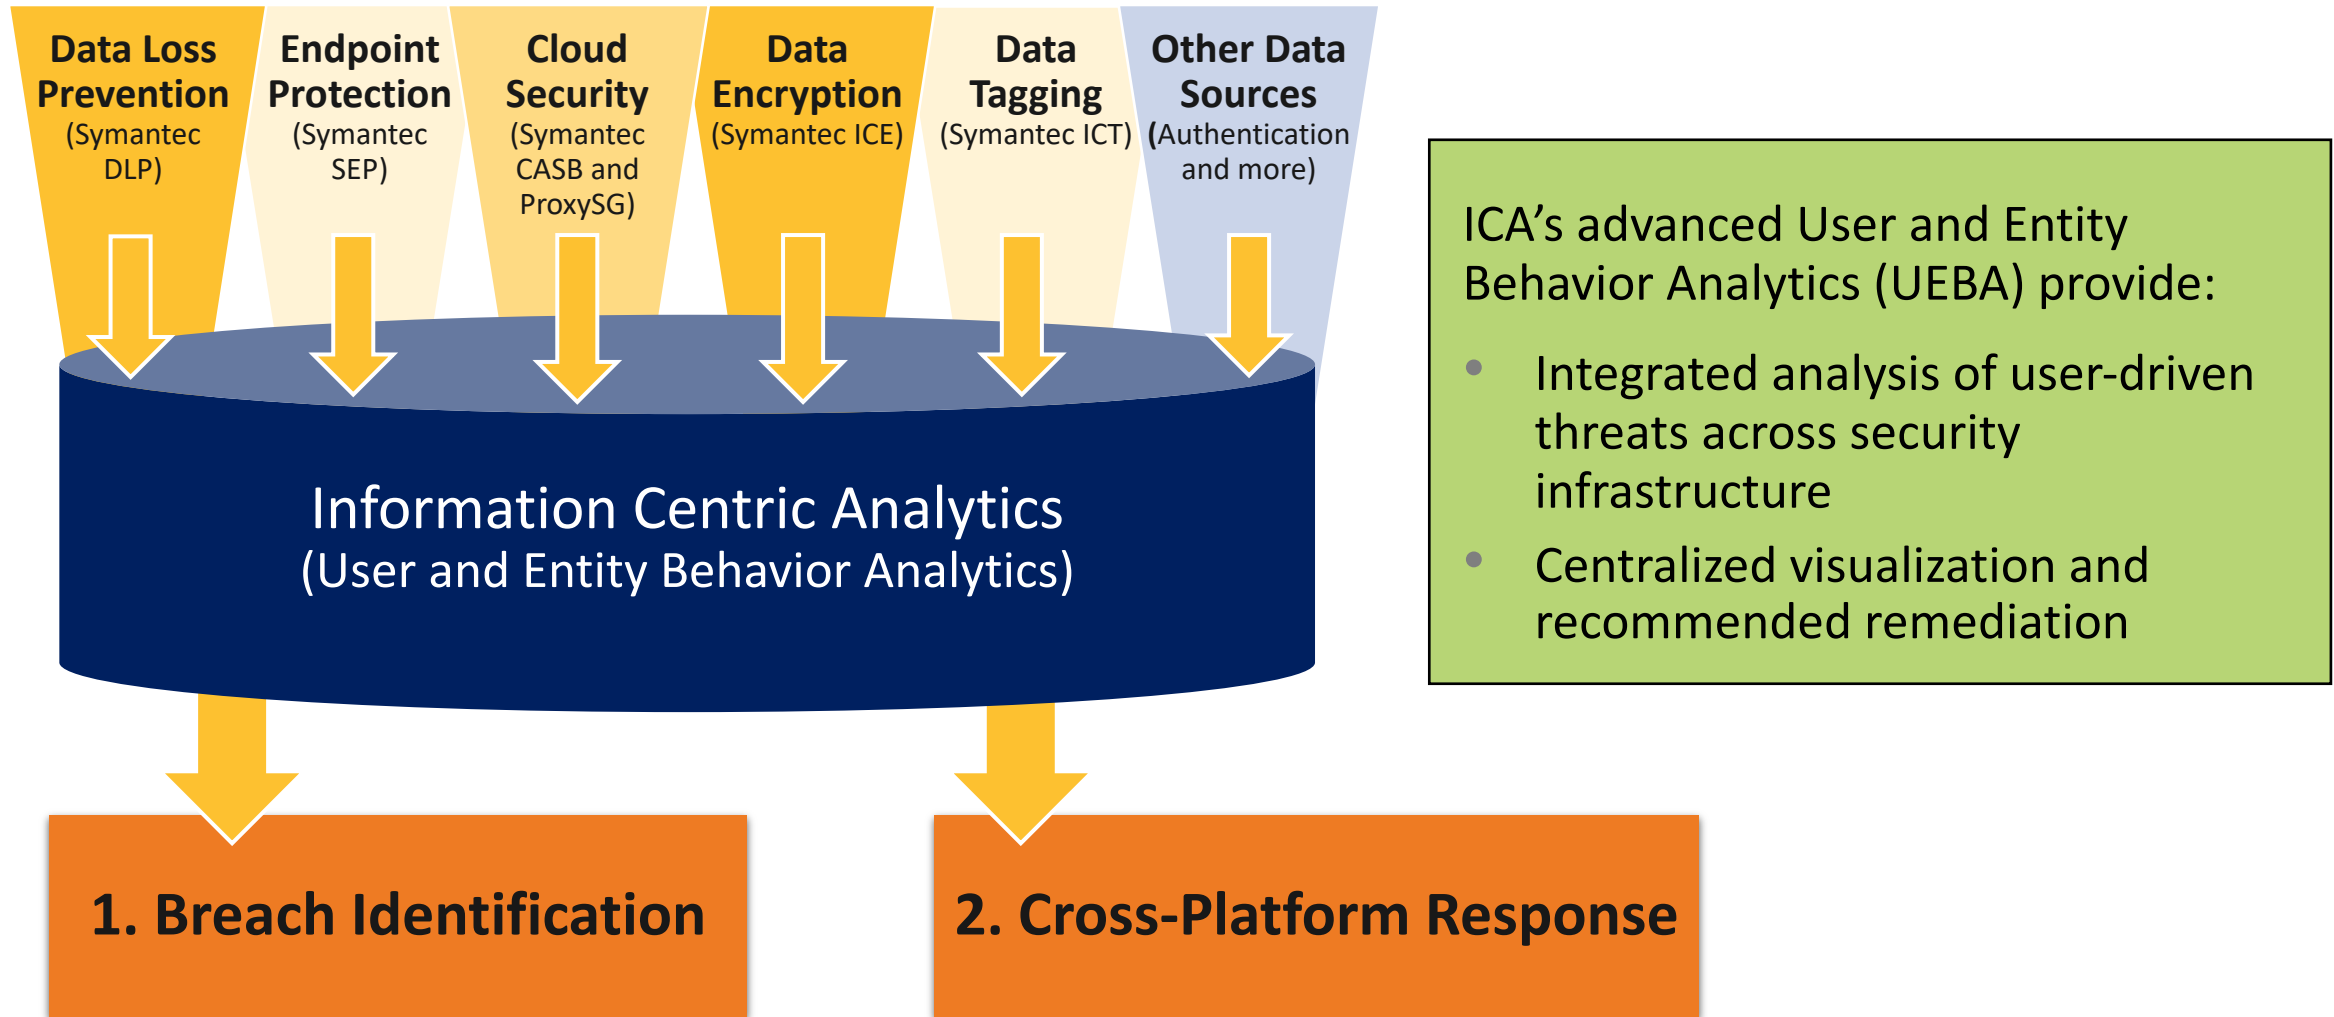 Data Loss
Prevention
(Symantec
DLP)
Endpoint
Protection
(Symantec
SEP)
Cloud
Security
(Symantec
CASB and
ProxySG)
Data
Encryption
(Symantec ICE)
Data
Tagging
(Symantec ICT)
Other Data
Sources
(Authentication
and more)
Information Centric Analytics
(User and Entity Behavior Analytics)
ICA’s advanced User and Entity
Behavior Analytics (UEBA) provide:
• Integrated analysis of user-driven
threats across security
infrastructure
• Centralized visualization and
recommended remediation
1. Breach Identification
2. Cross-Platform Response